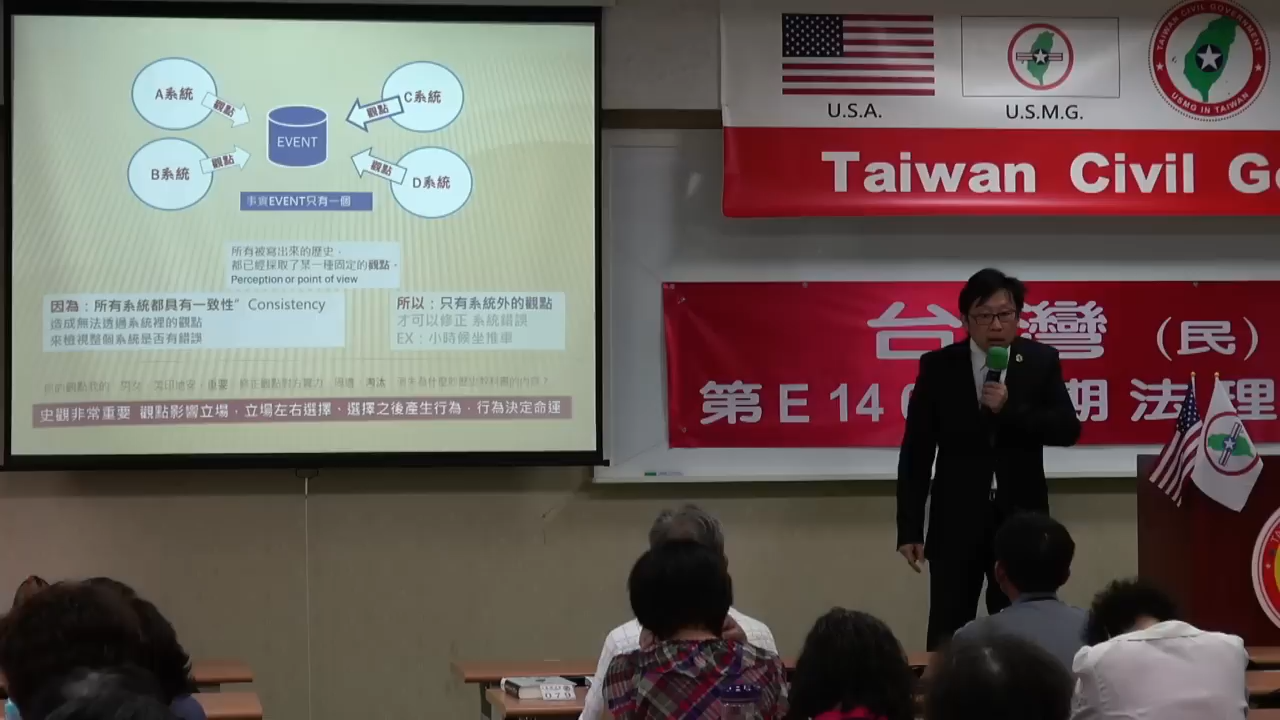 A系統
觀點
C系統
觀點
EVENT
B系統
觀點
D系統
觀點
事實EVENT只有一個
所有被寫出來的歷史，
都已經採取了某一種固定的觀點。
Perception or point of view
因為：所有系統都具有一致性" Consistency
造成無法透過系統裡的觀點
來檢視整個系統是否有錯誤
所以：只有系統外的觀點
才可以修正 系統錯誤
EX：小時候坐推車
史觀非常重要 觀點影響立場，立場左右選擇、選擇之後產生行為，行為決定命運
U.S.A.
U.S.M.G.
TAIWAN CIVIL GOVERNMENT
USMG IN TAIWAN
Taiwan Civil G
台灣（民）
第E14 期 法理